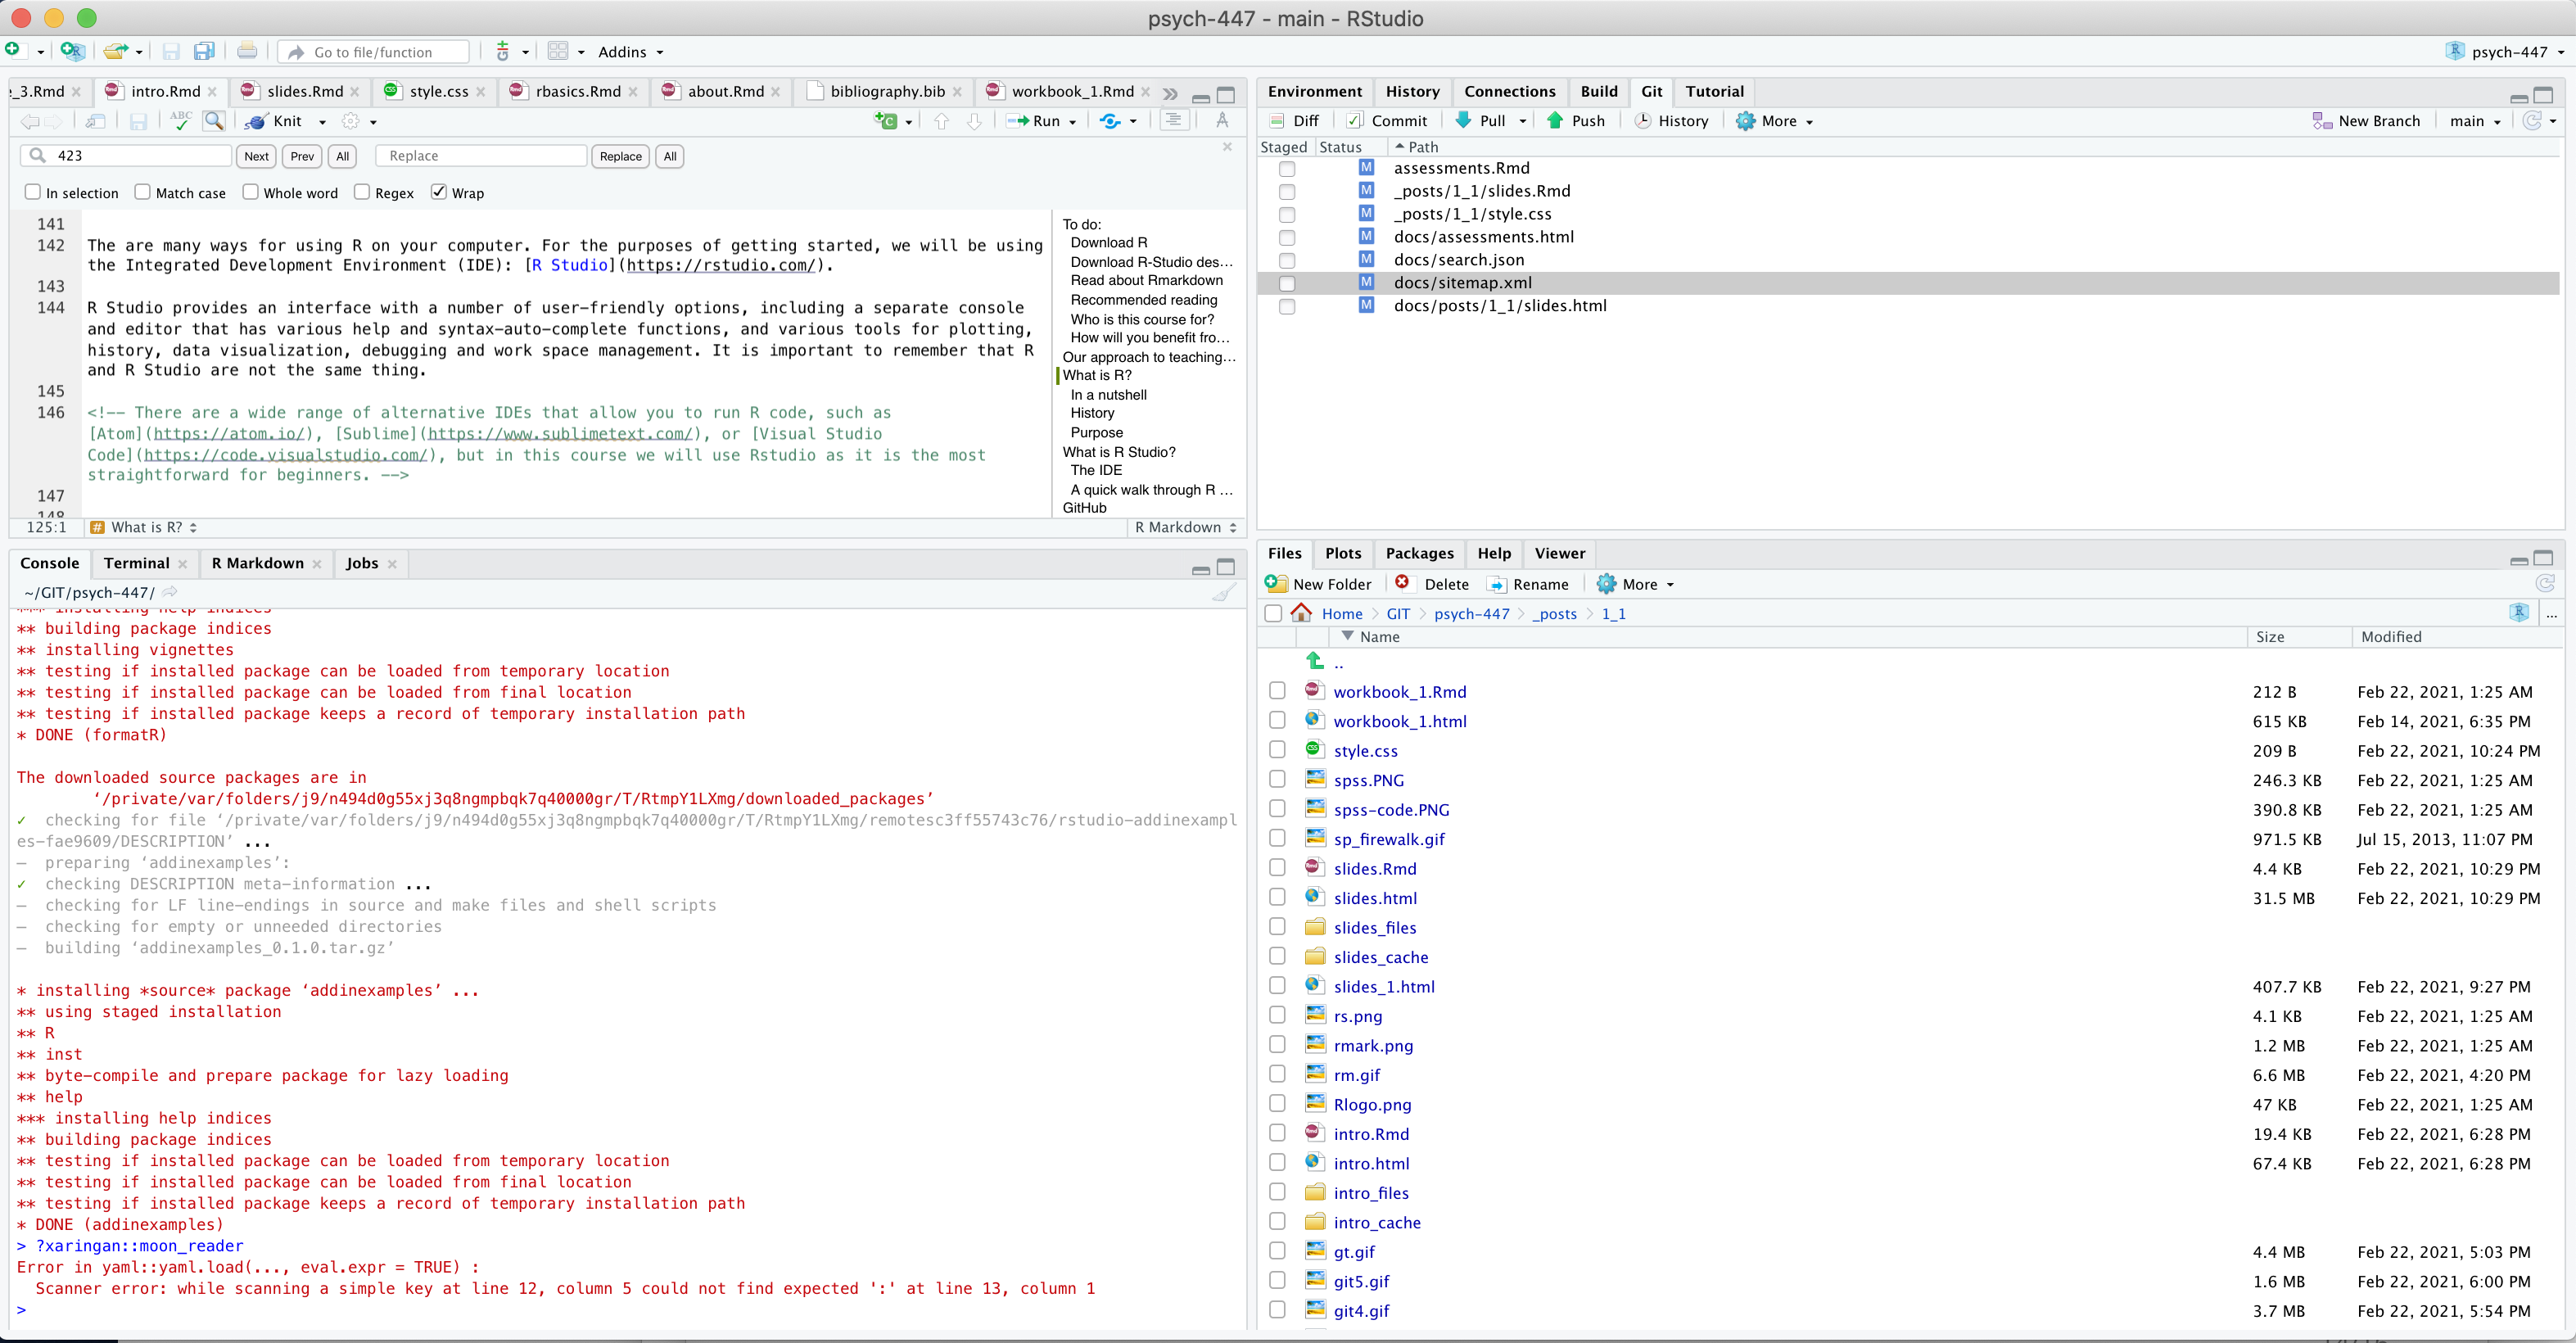 psych-447 - main - RStudio
Go to file/function
Addins
psych-447
e_3.Rmd
intro.Rmd
slides.Rmd
style.css
rbasics.Rmd
about.Rmd
bibliography.bib
workbook_1.Rmd
ABC
Knit
Run
423
Next
Prev
All
Replace
Replace
All
In selection
Match case
Whole word
Regex
Wrap
141
142
The are many ways for using R on your computer. For the purposes of getting started, we will be using
the Integrated Development Environment (IDE): [R Studio](https://rstudio.com/).
143
144
R Studio provides an interface with a number of user-friendly options, including a separate console
and editor that has various help and syntax-auto-complete functions, and various tools for plotting,
history, data visualization, debugging and work space management. It is important to remember that R
and R Studio are not the same thing.
145
146
<!-- There are a wide range of alternative IDEs that allow you to run R code, such as
[Atom](https://atom.io/), [Sublime](https://www.sublimetext.com/), or [Visual Studio
Code](https://code.visualstudio.com/), but in this course we will use Rstudio as it is the most
straightforward for beginners. -->
147
148
To do:
Download R
Download R-Studio des...
Read about Rmarkdown
Recommended reading
Who is this course for?
How will you benefit fro...
Our approach to teaching...
What is R?
In a nutshell
History
Purpose
What is R Studio?
The IDE
A quick walk through R ...
GitHub
125:1
What is R?
R Markdown
Console
Terminal
R Markdown
Jobs
~/GIT/psych-447/
*** installing help indices
** building package indices
** installing vignettes
** testing if installed package can be loaded from temporary location
** testing if installed package can be loaded from final location
** testing if installed package keeps a record of temporary installation path
* DONE (formatR)
The downloaded source packages are in
‘/private/var/folders/j9/n494d0g55xj3q8ngmpbqk7q40000gr/T/RtmpY1LXmg/downloaded_packages’
✓ checking for file ‘/private/var/folders/j9/n494d0g55xj3q8ngmpbqk7q40000gr/T/RtmpY1LXmg/remotesc3ff55743c76/rstudio-addinexampl
es-fae9609/DESCRIPTION’ ...
– preparing ‘addinexamples’:
✓ checking DESCRIPTION meta-information ...
– checking for LF line-endings in source and make files and shell scripts
– checking for empty or unneeded directories
– building ‘addinexamples_0.1.0.tar.gz’
* installing *source* package ‘addinexamples’ ...
** using staged installation
** R
** inst
** byte-compile and prepare package for lazy loading
** help
*** installing help indices
** building package indices
** testing if installed package can be loaded from temporary location
** testing if installed package can be loaded from final location
** testing if installed package keeps a record of temporary installation path
* DONE (addinexamples)
> ?xaringan::moon_reader
Error in yaml::yaml.load(..., eval.expr = TRUE) :
Scanner error: while scanning a simple key at line 12, column 5 could not find expected ':' at line 13, column 1
>
Environment
History
Connections
Build
Git
Tutorial
Diff
Commit
Pull
Push
History
More
New Branch
main
Staged Status Path
M assessments.Rmd
M _posts/1_1/slides.Rmd
M _posts/1_1/style.css
M docs/assessments.html
M docs/search.json
M docs/sitemap.xml
M docs/posts/1_1/slides.html
Files
Plots
Packages
Help
Viewer
New Folder
Delete
Rename
More
Home > GIT > psych-447 > _posts > 1_1
...
Name Size Modified
..
workbook_1.Rmd 212 B Feb 22, 2021, 1:25 AM
workbook_1.html 615 KB Feb 14, 2021, 6:35 PM
style.css 209 B Feb 22, 2021, 10:24 PM
spss.PNG 246.3 KB Feb 22, 2021, 1:25 AM
spss-code.PNG 390.8 KB Feb 22, 2021, 1:25 AM
sp_firewalk.gif 971.5 KB Jul 15, 2013, 11:07 PM
slides.Rmd 4.4 KB Feb 22, 2021, 10:29 PM
slides.html 31.5 MB Feb 22, 2021, 10:29 PM
slides_files
slides_cache
slides_1.html 407.7 KB Feb 22, 2021, 9:27 PM
rs.png 4.1 KB Feb 22, 2021, 1:25 AM
rmark.png 1.2 MB Feb 22, 2021, 1:25 AM
rm.gif 6.6 MB Feb 22, 2021, 4:20 PM
Rlogo.png 47 KB Feb 22, 2021, 1:25 AM
intro.Rmd 19.4 KB Feb 22, 2021, 6:28 PM
intro.html 67.4 KB Feb 22, 2021, 6:28 PM
intro_files
intro_cache
gt.gif 4.4 MB Feb 22, 2021, 5:03 PM
git5.gif 1.6 MB Feb 22, 2021, 6:00 PM
git4.gif 3.7 MB Feb 22, 2021, 5:54 PM